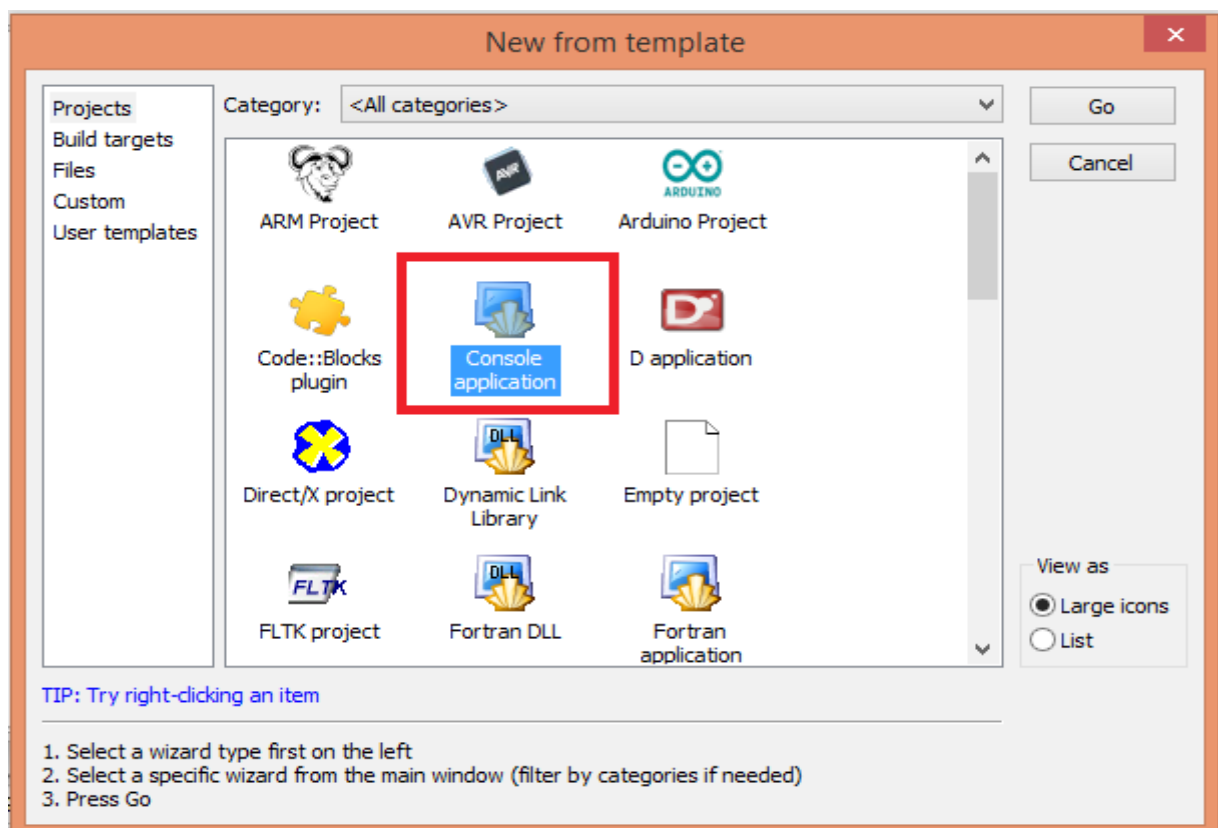 New from template
Projects
Build targets
Files
Custom
User templates
Category: <All categories>
Go
Cancel
AVR
ARDUINO
ARM Project AVR Project Arduino Project
D
Code::Blocks
plugin
Console
application
D application
DLL
Direct/X project
Dynamic Link
Library
Empty project
FLTK
DLL
FLTK project
Fortran DLL
Fortran
application
View as
Large icons
List
TIP: Try right-clicking an item
1. Select a wizard type first on the left
2. Select a specific wizard from the main window (filter by categories if needed)
3. Press Go